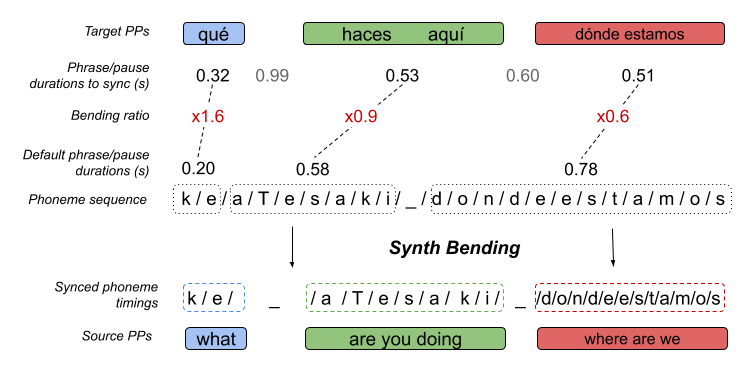 Target PPs qué haces aquí dónde estamos
Phrase/pause
durations to sync (s) 0.32 0.99 0.53 0.60 0.51
Bending ratio x1.6 x0.9 x0.6
Default phrase/pause
durations (s) 0.20 0.58 0.78
Phoneme sequence k / e / a / T / e / s / a / k / i / _ / d / o / n / d / e / e / s / t / a / m / o / s
Synth Bending
Synced phoneme
timings k / e / _ / a / T / e / s / a / k / i / _ /d/o/n/d/e/e/s/t/a/m/o/s
Source PPs what are you doing where are we